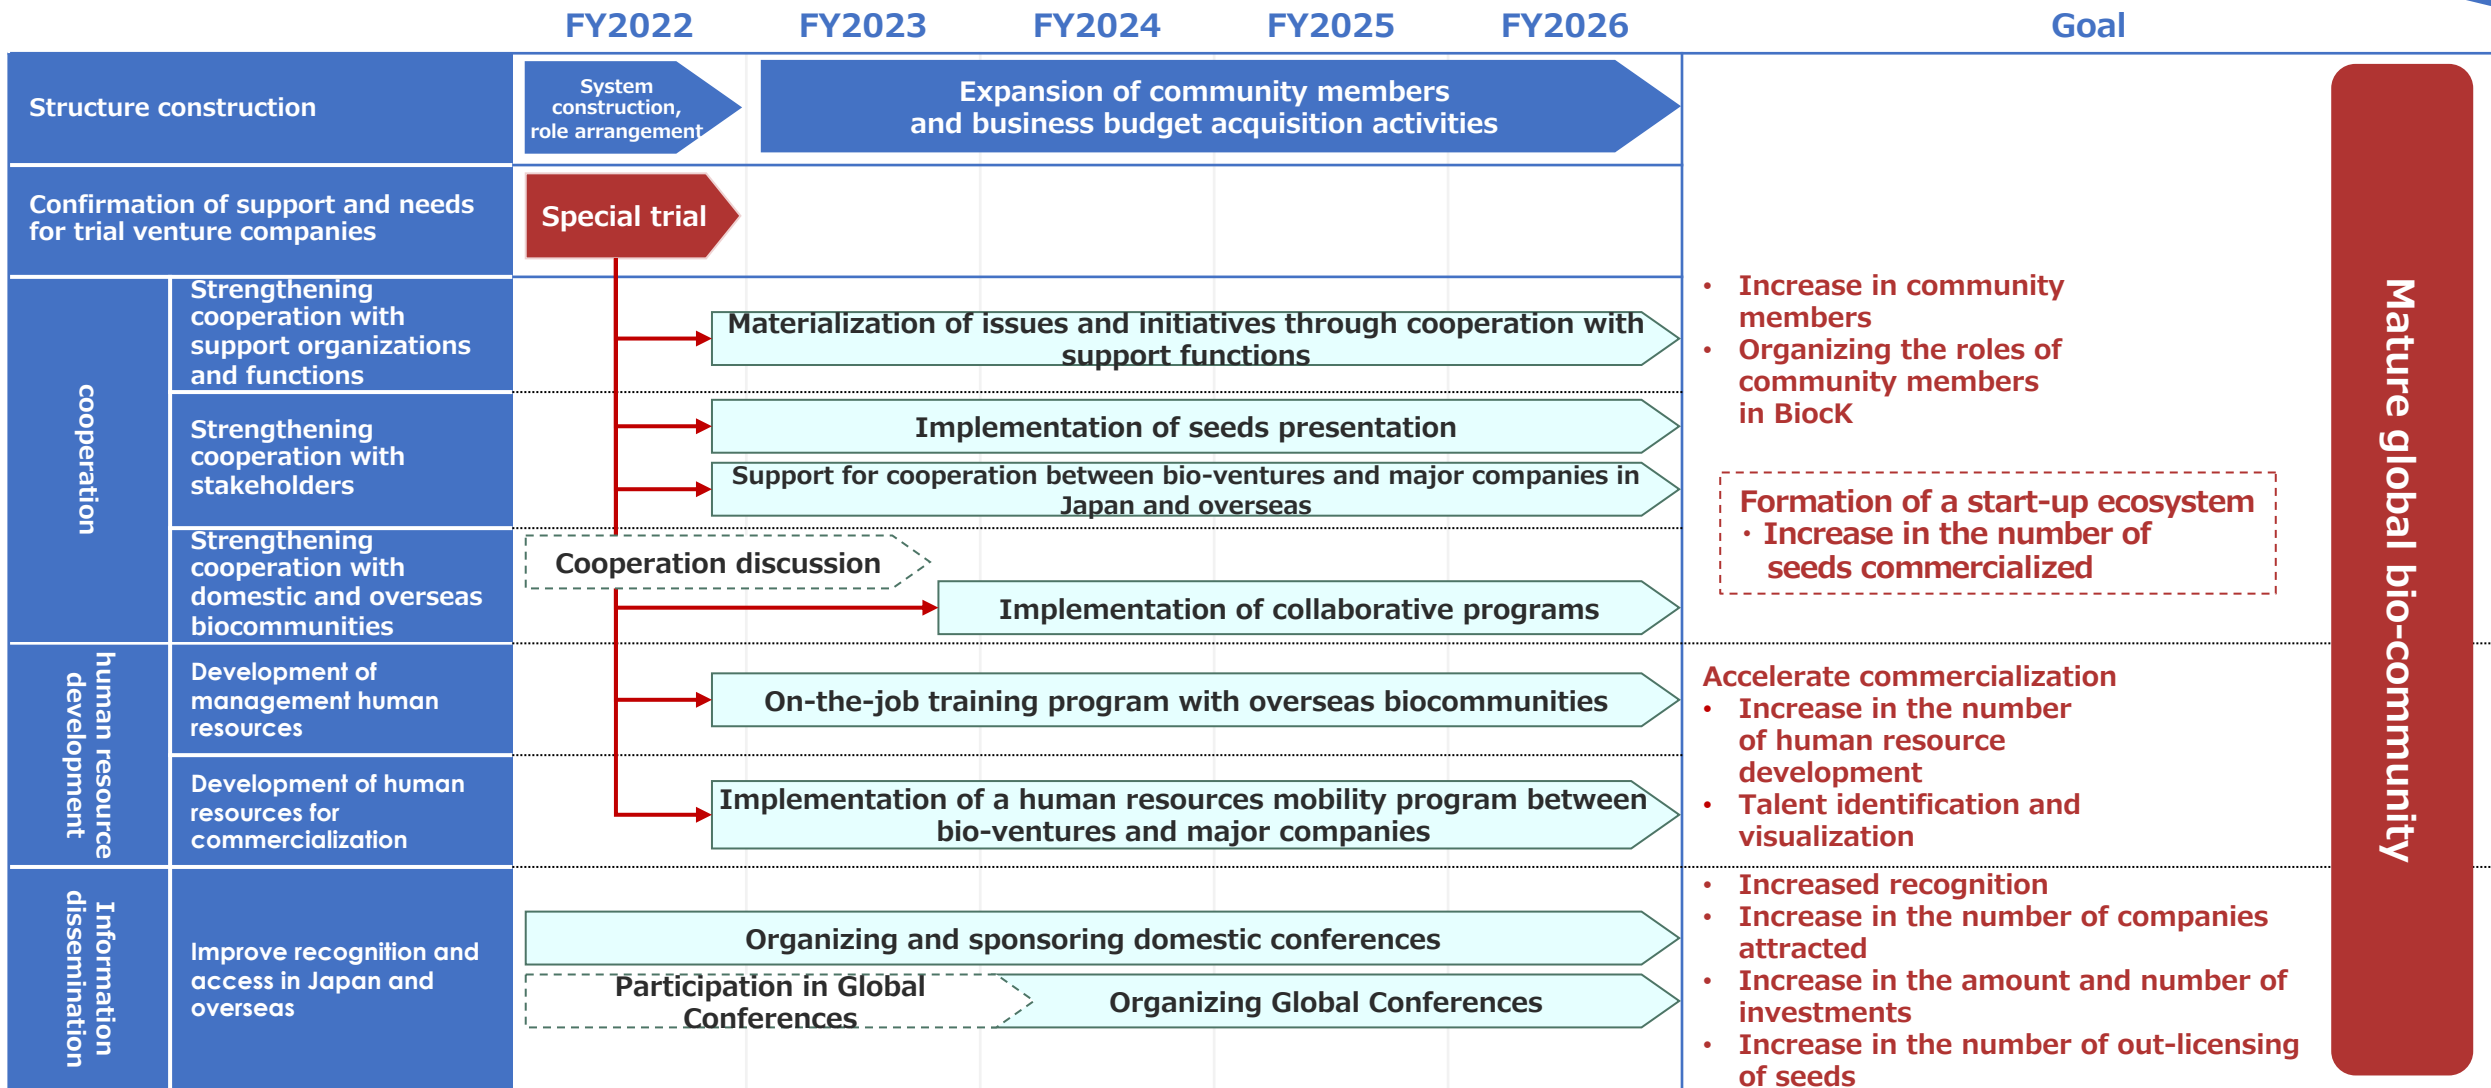 FY2022
FY2023
FY2024
FY2025
FY2026
Goal
Structure construction
System
construction,
role arrangement
Expansion of community members
and business budget acquisition activities
Confirmation of support and needs
for trial venture companies
Special trial
cooperation
Strengthening
cooperation with
support organizations
and functions
Materialization of issues and initiatives through cooperation with
support functions
Strengthening
cooperation with
stakeholders
Implementation of seeds presentation
Support for cooperation between bio-ventures and major companies in
Japan and overseas
Strengthening
cooperation with
domestic and overseas
biocommunities
Cooperation discussion
Implementation of collaborative programs
• Increase in community
members
• Organizing the roles of
community members
in BiocK
Formation of a start-up ecosystem
・Increase in the number of
seeds commercialized
human resource
development
Development of
management human
resources
On-the-job training program with overseas biocommunities
Development of human
resources for
commercialization
Implementation of a human resources mobility program between
bio-ventures and major companies
Accelerate commercialization
• Increase in the number
of human resource
development
• Talent identification and
visualization
Information
dissemination
Improve recognition and
access in Japan and
overseas
Organizing and sponsoring domestic conferences
Participation in Global
Conferences
Organizing Global Conferences
• Increased recognition
• Increase in the number of companies
attracted
• Increase in the amount and number of
investments
• Increase in the number of out-licensing
of seeds
Mature global bio-community